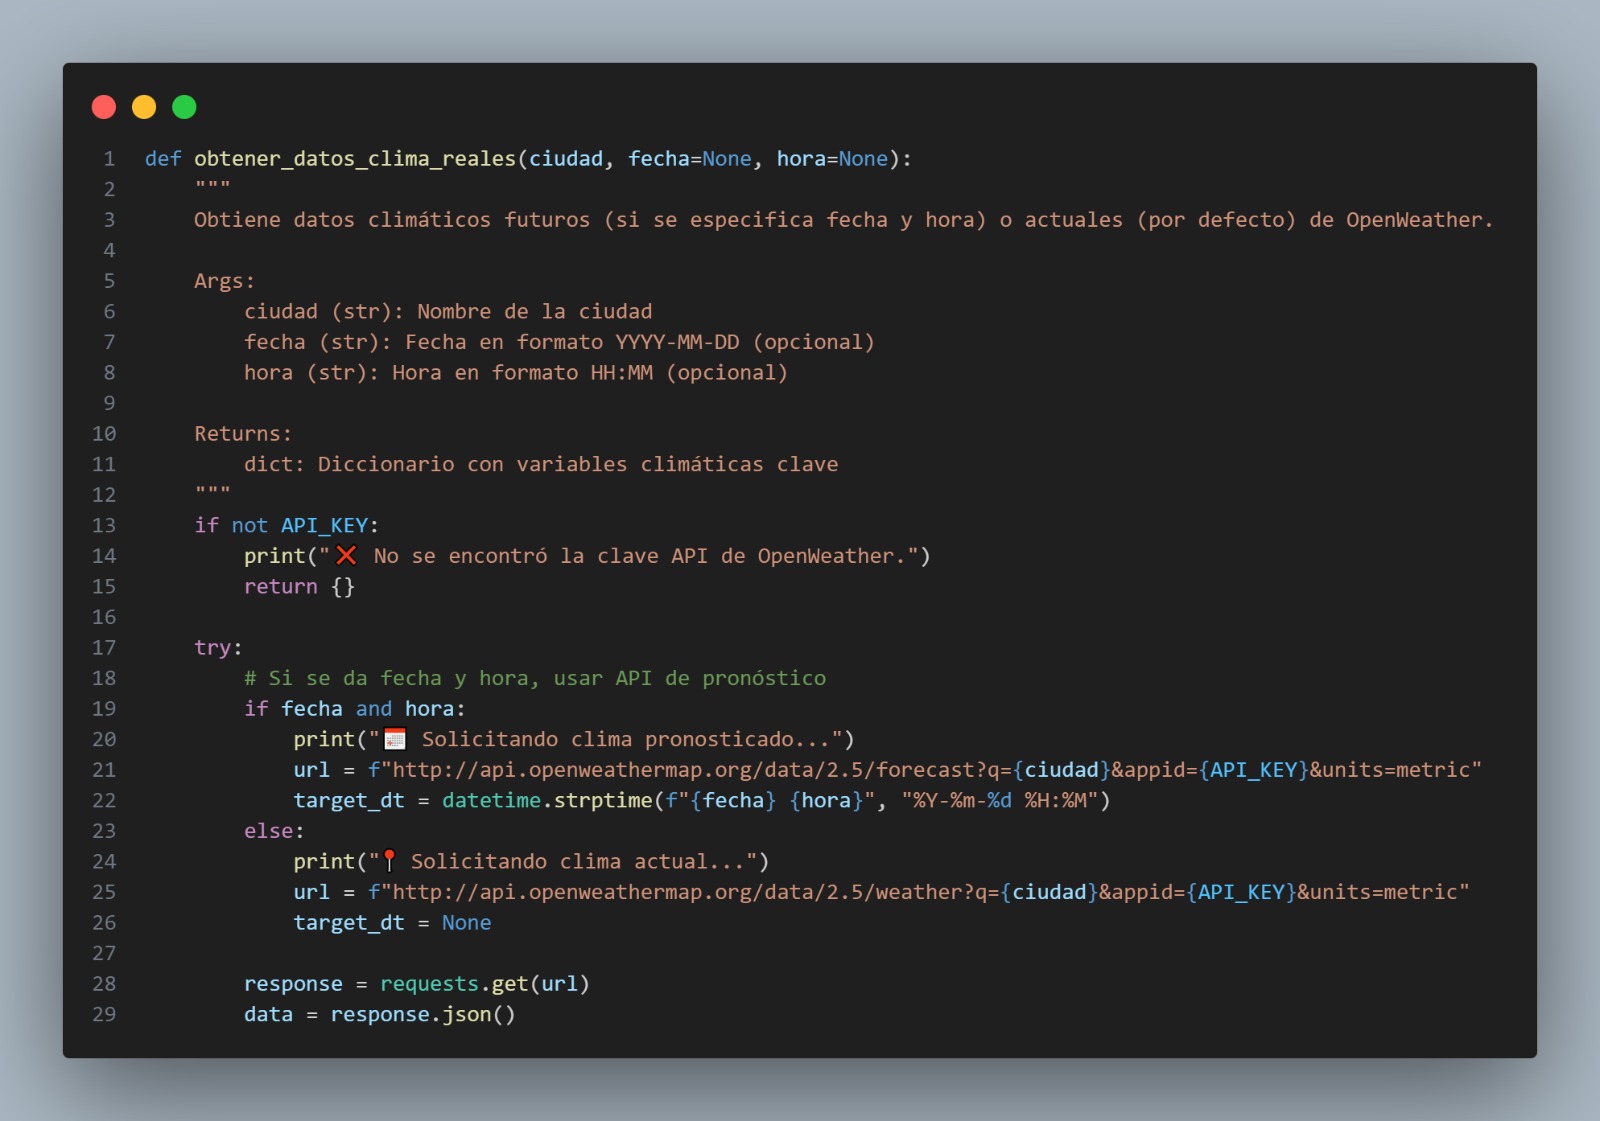 1 def obtener_datos_clima_reales(ciudad, fecha=None, hora=None):
2     """
3     Obtiene datos climáticos futuros (si se especifica fecha y hora) o actuales (por defecto) de OpenWeather.
4
5     Args:
6         ciudad (str): Nombre de la ciudad
7         fecha (str): Fecha en formato YYYY-MM-DD (opcional)
8         hora (str): Hora en formato HH:MM (opcional)
9
10     Returns:
11         dict: Diccionario con variables climáticas clave
12     """
13     if not API_KEY:
14         print("❌ No se encontró la clave API de OpenWeather.")
15         return {}
16
17     try:
18         # Si se da fecha y hora, usar API de pronóstico
19         if fecha and hora:
20             print("📅 Solicitando clima pronosticado...")
21             url = f"http://api.openweathermap.org/data/2.5/forecast?q={ciudad}&appid={API_KEY}&units=metric"
22             target_dt = datetime.strptime(f"{fecha} {hora}", "%Y-%m-%d %H:%M")
23         else:
24             print("📍 Solicitando clima actual...")
25             url = f"http://api.openweathermap.org/data/2.5/weather?q={ciudad}&appid={API_KEY}&units=metric"
26             target_dt = None
27
28         response = requests.get(url)
29         data = response.json()